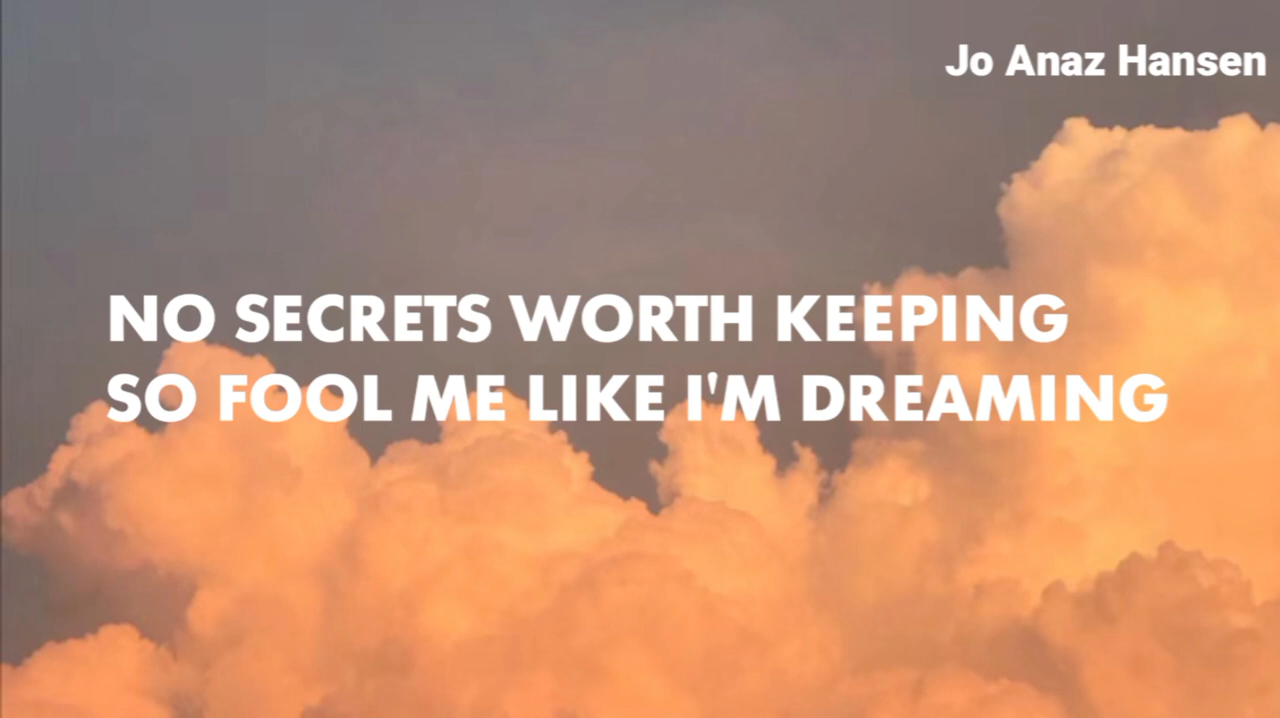 Jo Anaz Hansen
NO SECRETS WORTH KEEPING
SO FOOL ME LIKE I'M DREAMING